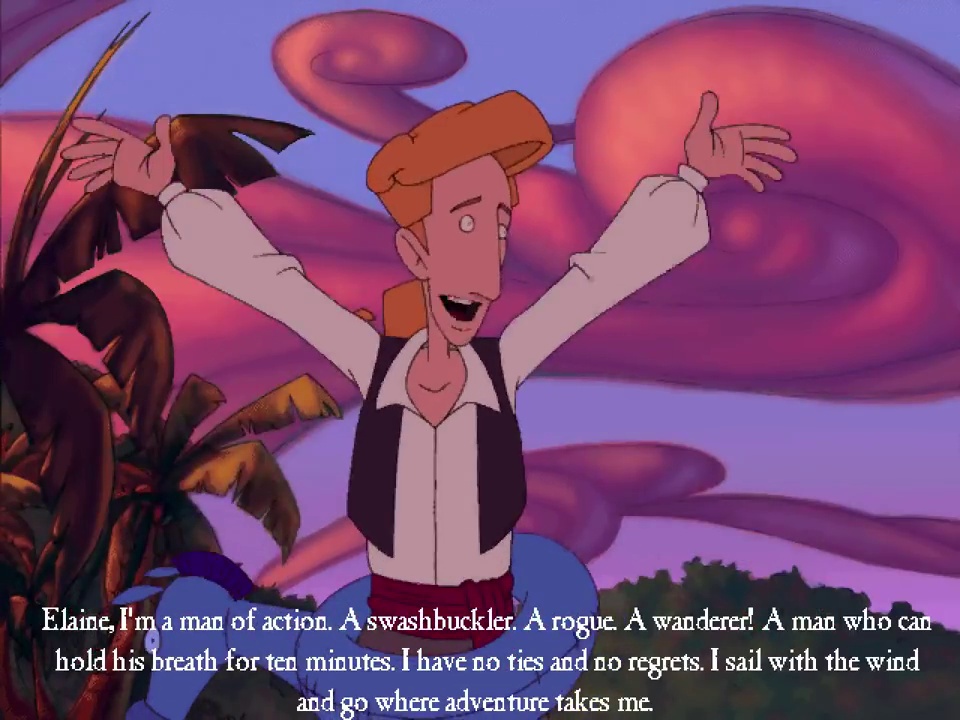 Elaine, I'm a man of action. A swashbuckler. A rogue. A wanderer! A man who can
hold his breath for ten minutes. I have no ties and no regrets. I sail with the wind
and go where adventure takes me.